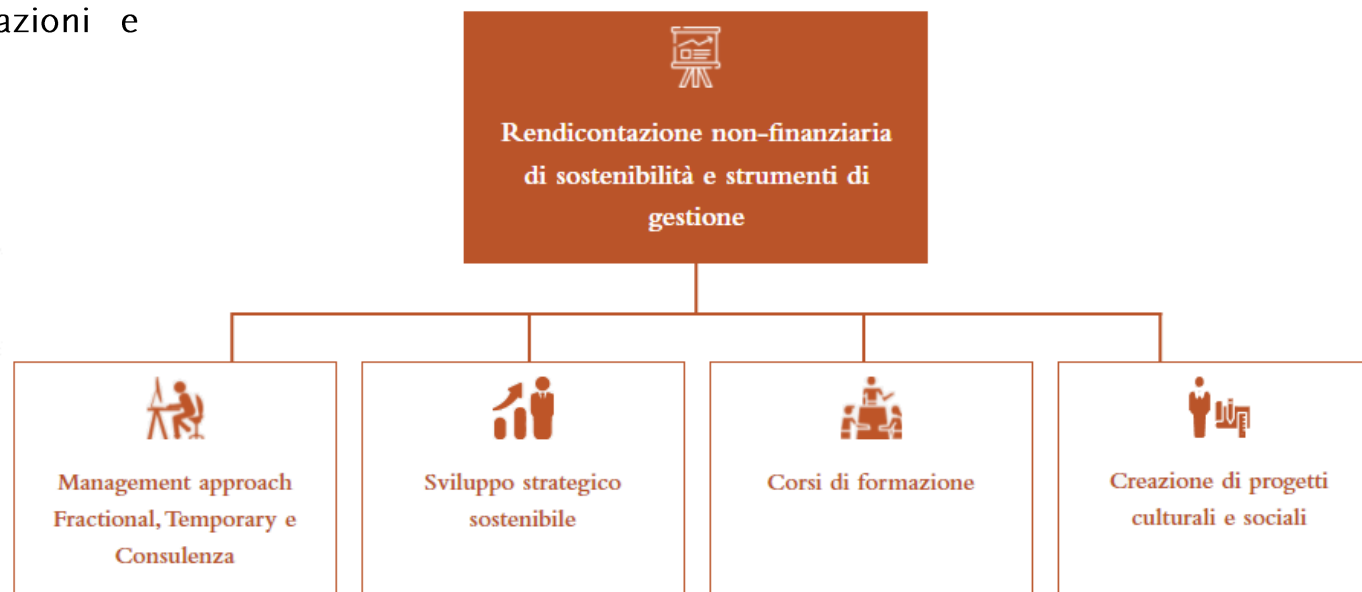 azioni e
Rendicontazione non-finanziaria
di sostenibilità e strumenti di
gestione
Management approach
Fractional, Temporary e
Consulenza
Sviluppo strategico
sostenibile
Corsi di formazione
Creazione di progetti
culturali e sociali